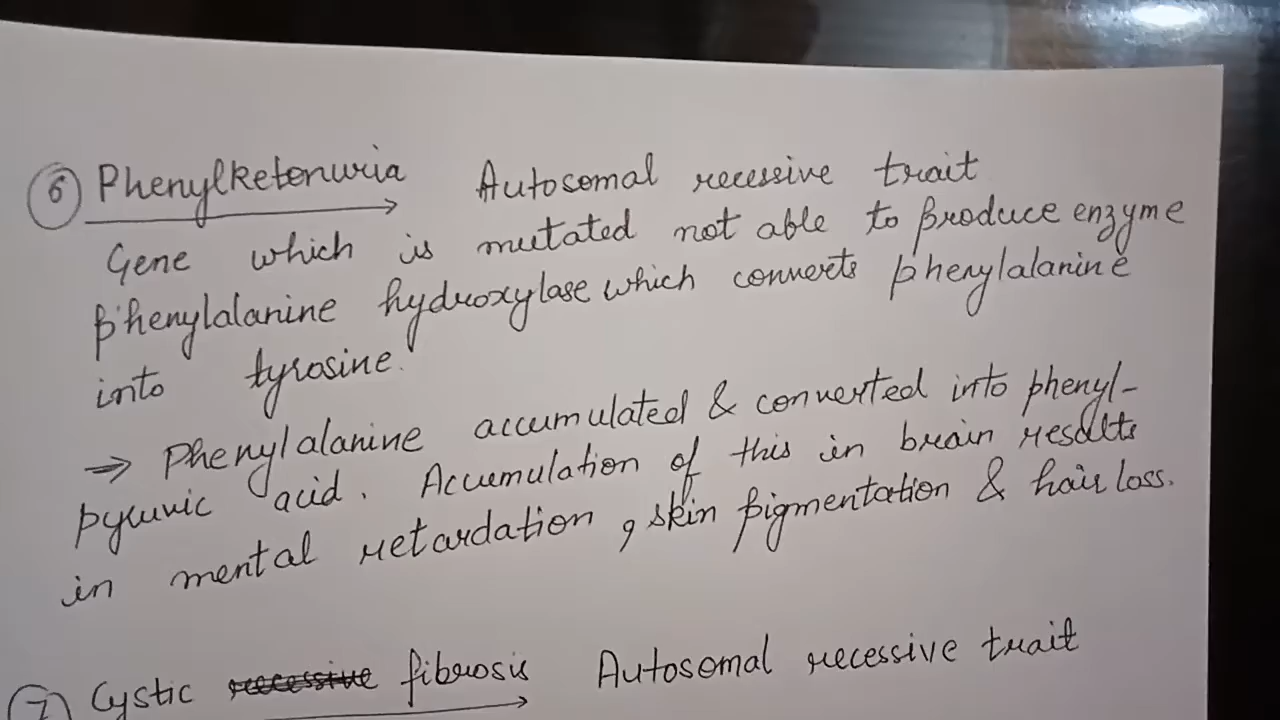 6 Phenylketonuria Autosomal recessive trait
Gene which is mutated not able to produce enzyme
phenylalanine hydroxylase which converts phenylalanine
into tyrosine.
⇒ Phenylalanine accumulated & converted into phenyl-
pyruvic acid. Accumulation of this in brain results
in mental retardation, skin pigmentation & hair loss.
7 Cystic recessive fibrosis Autosomal recessive trait